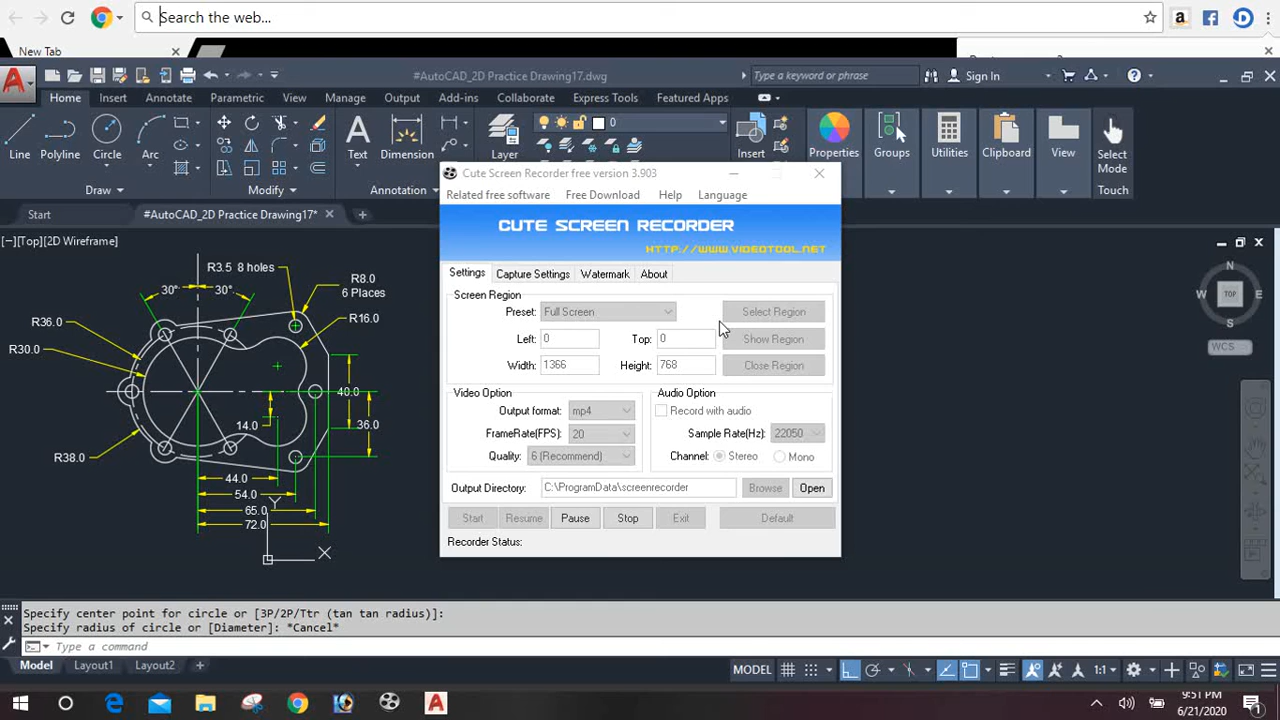 Search the web...
New Tab
#AutoCAD_2D Practice Drawing17.dwg
Type a keyword or phrase
Sign In
Home Insert Annotate Parametric View Manage Output Add-ins Collaborate Express Tools Featured Apps
0
Line Polyline Circle Arc Text Dimension Layer Insert Properties Groups Utilities Clipboard View Select
Mode
Draw Modify Annotation Touch
Start #AutoCAD_2D Practice Drawing17*
[−][Top][2D Wireframe]
Cute Screen Recorder free version 3.903
Related free software Free Download Help Language
CUTE SCREEN RECORDER
HTTP://WWW.VIDEOTOOL.NET
Settings Capture Settings Watermark About
Screen Region
Preset: Full Screen Select Region
Left: 0 Top: 0 Show Region
Width: 1366 Height: 768 Close Region
Video Option Audio Option
Output format: mp4 Record with audio
FrameRate(FPS): 20 Sample Rate(Hz): 22050
Quality: 6 (Recommend) Channel: Stereo Mono
Output Directory: C:\ProgramData\screenrecorder Browse Open
Start Resume Pause Stop Exit Default
Recorder Status:
R3.5 8 holes
R8.0
6 Places
30° 30°
R16.0
R36.0
R30.0
40.0
14.0
36.0
R38.0
44.0
54.0
65.0
72.0
Y
X
N
W TOP E
S
WCS
Specify center point for circle or [3P/2P/Ttr (tan tan radius)]:
Specify radius of circle or [Diameter]: *Cancel*
Type a command
Model Layout1 Layout2
MODEL 1:1
9:51 PM
6/21/2020